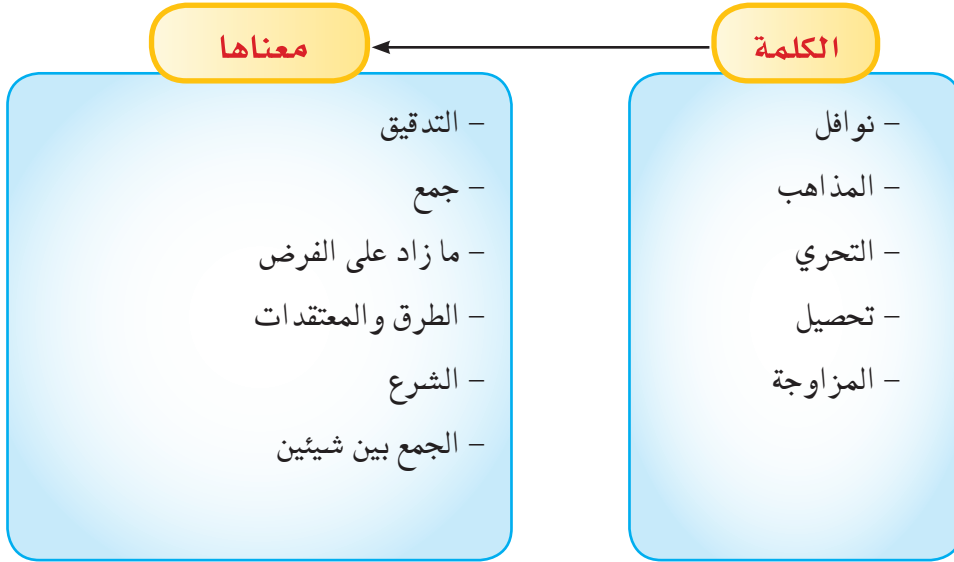 الكلمة
معناها
– نوافل
– المذاهب
– التحري
– تحصيل
– المزاوجة
– التدقيق
– جمع
– ما زاد على الفرض
– الطرق والمعتقدات
– الشرع
– الجمع بين شيئين